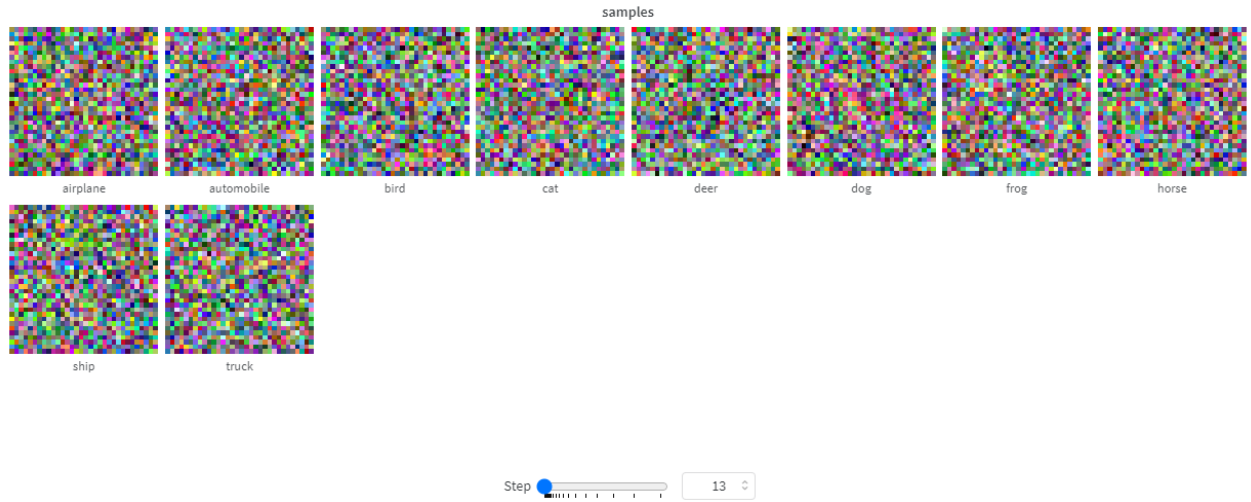 samples
airplane automobile bird cat deer dog frog horse
ship truck
Step 13